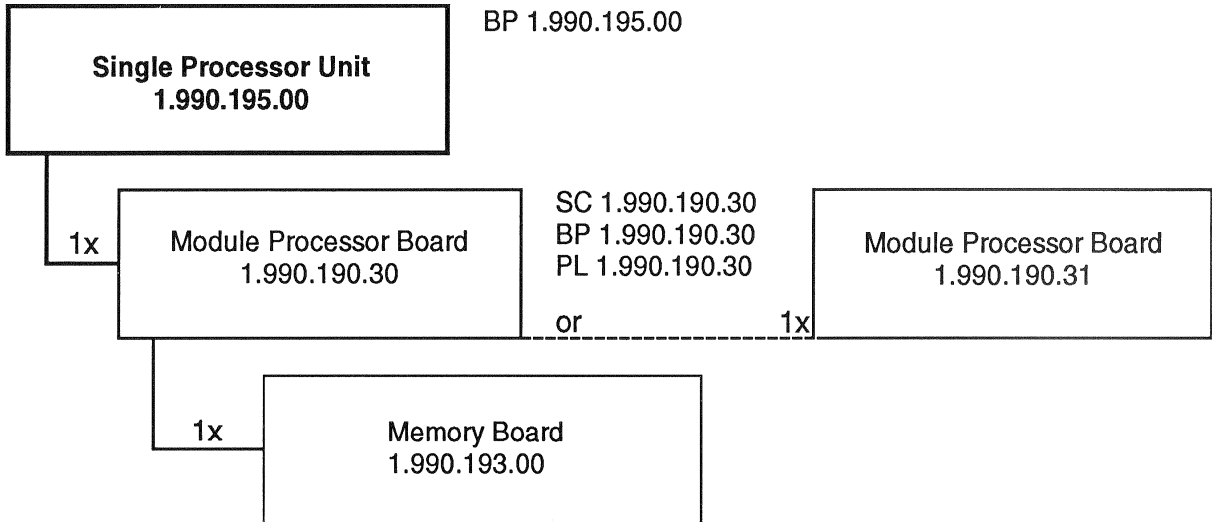 BP 1.990.195.00
Single Processor Unit
1.990.195.00
1x
Module Processor Board
1.990.190.30
SC 1.990.190.30
BP 1.990.190.30
PL 1.990.190.30
or
1x
Module Processor Board
1.990.190.31
1x
Memory Board
1.990.193.00